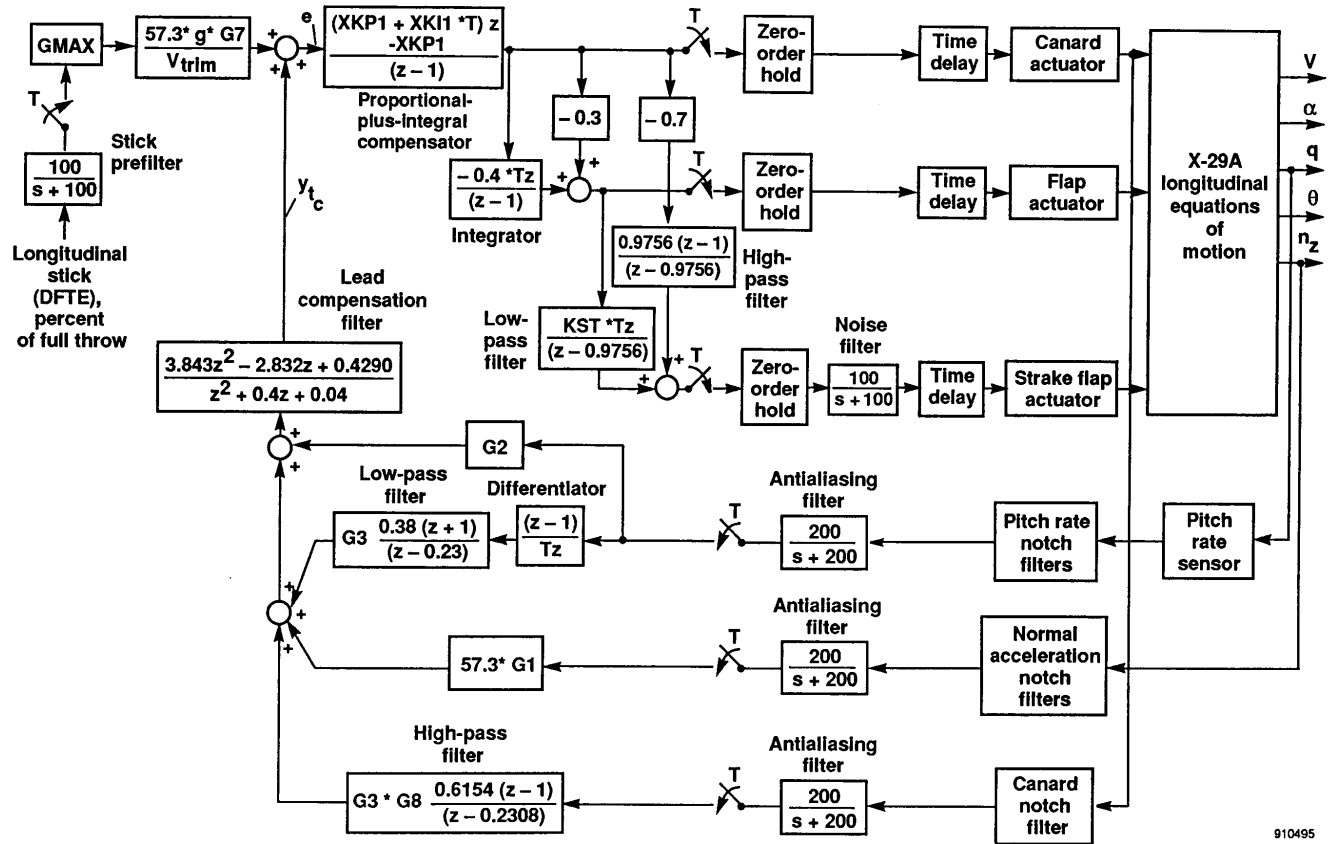 GMAX
57.3* g* G7
Vtrim
T
Stick
prefilter
100
s + 100
Longitudinal
stick
(DFTE),
percent
of full throw
+
+
+
e
(XKP1 + XKI1 *T) z
-XKP1
(z – 1)
Proportional-
plus-integral
compensator
T
Zero-
order
hold
Time
delay
Canard
actuator
X-29A
longitudinal
equations
of
motion
V
α
q
θ
nz
– 0.3
– 0.7
ytc
– 0.4 *Tz
(z – 1)
Integrator
+
+
T
Zero-
order
hold
Time
delay
Flap
actuator
0.9756 (z – 1)
(z – 0.9756)
High-
pass
filter
Low-
pass
filter
KST *Tz
(z – 0.9756)
+
+
T
Zero-
order
hold
Noise
filter
100
s + 100
Time
delay
Strake flap
actuator
Lead
compensation
filter
3.843z2 – 2.832z + 0.4290
z2 + 0.4z + 0.04
+
+
G2
Low-pass
filter
G3 0.38 (z + 1)
(z – 0.23)
Differentiator
(z – 1)
Tz
T
Antialiasing
filter
200
s + 200
Pitch rate
notch
filters
Pitch
rate
sensor
+
+
+
57.3* G1
T
Antialiasing
filter
200
s + 200
Normal
acceleration
notch
filters
High-pass
filter
G3 * G8 0.6154 (z – 1)
(z – 0.2308)
T
Antialiasing
filter
200
s + 200
Canard
notch
filter
910495